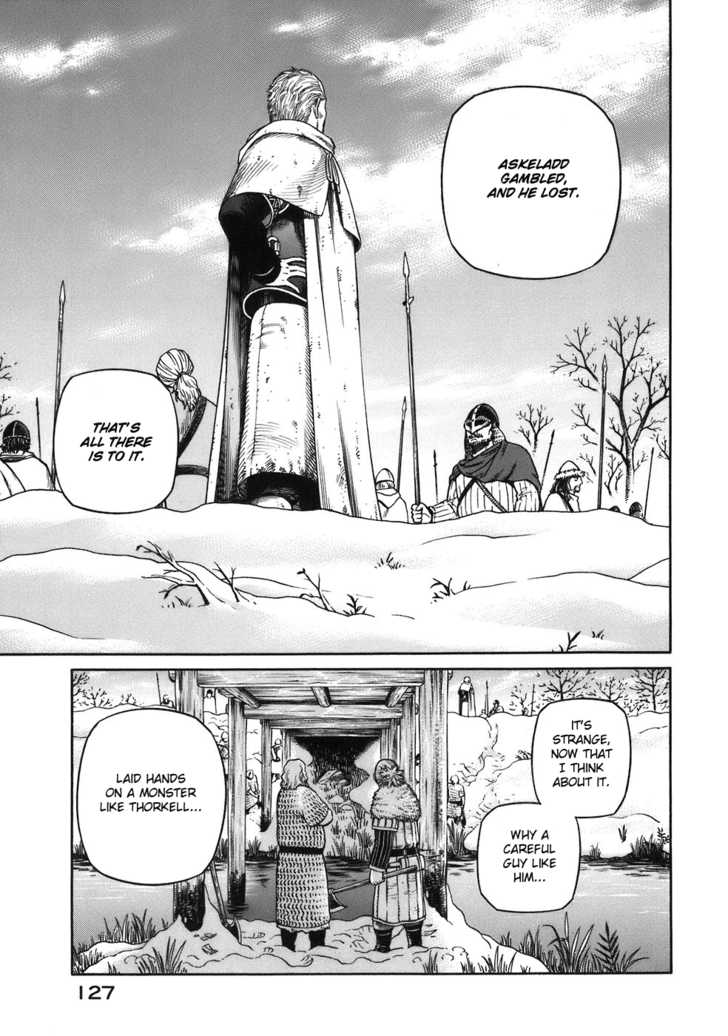 ASKELADD
GAMBLED,
AND HE LOST.
THAT'S
ALL THERE
IS TO IT.
IT'S
STRANGE,
NOW THAT
I THINK
ABOUT IT.
WHY A
CAREFUL
GUY LIKE
HIM...
LAID HANDS
ON A MONSTER
LIKE THORKELL...
127